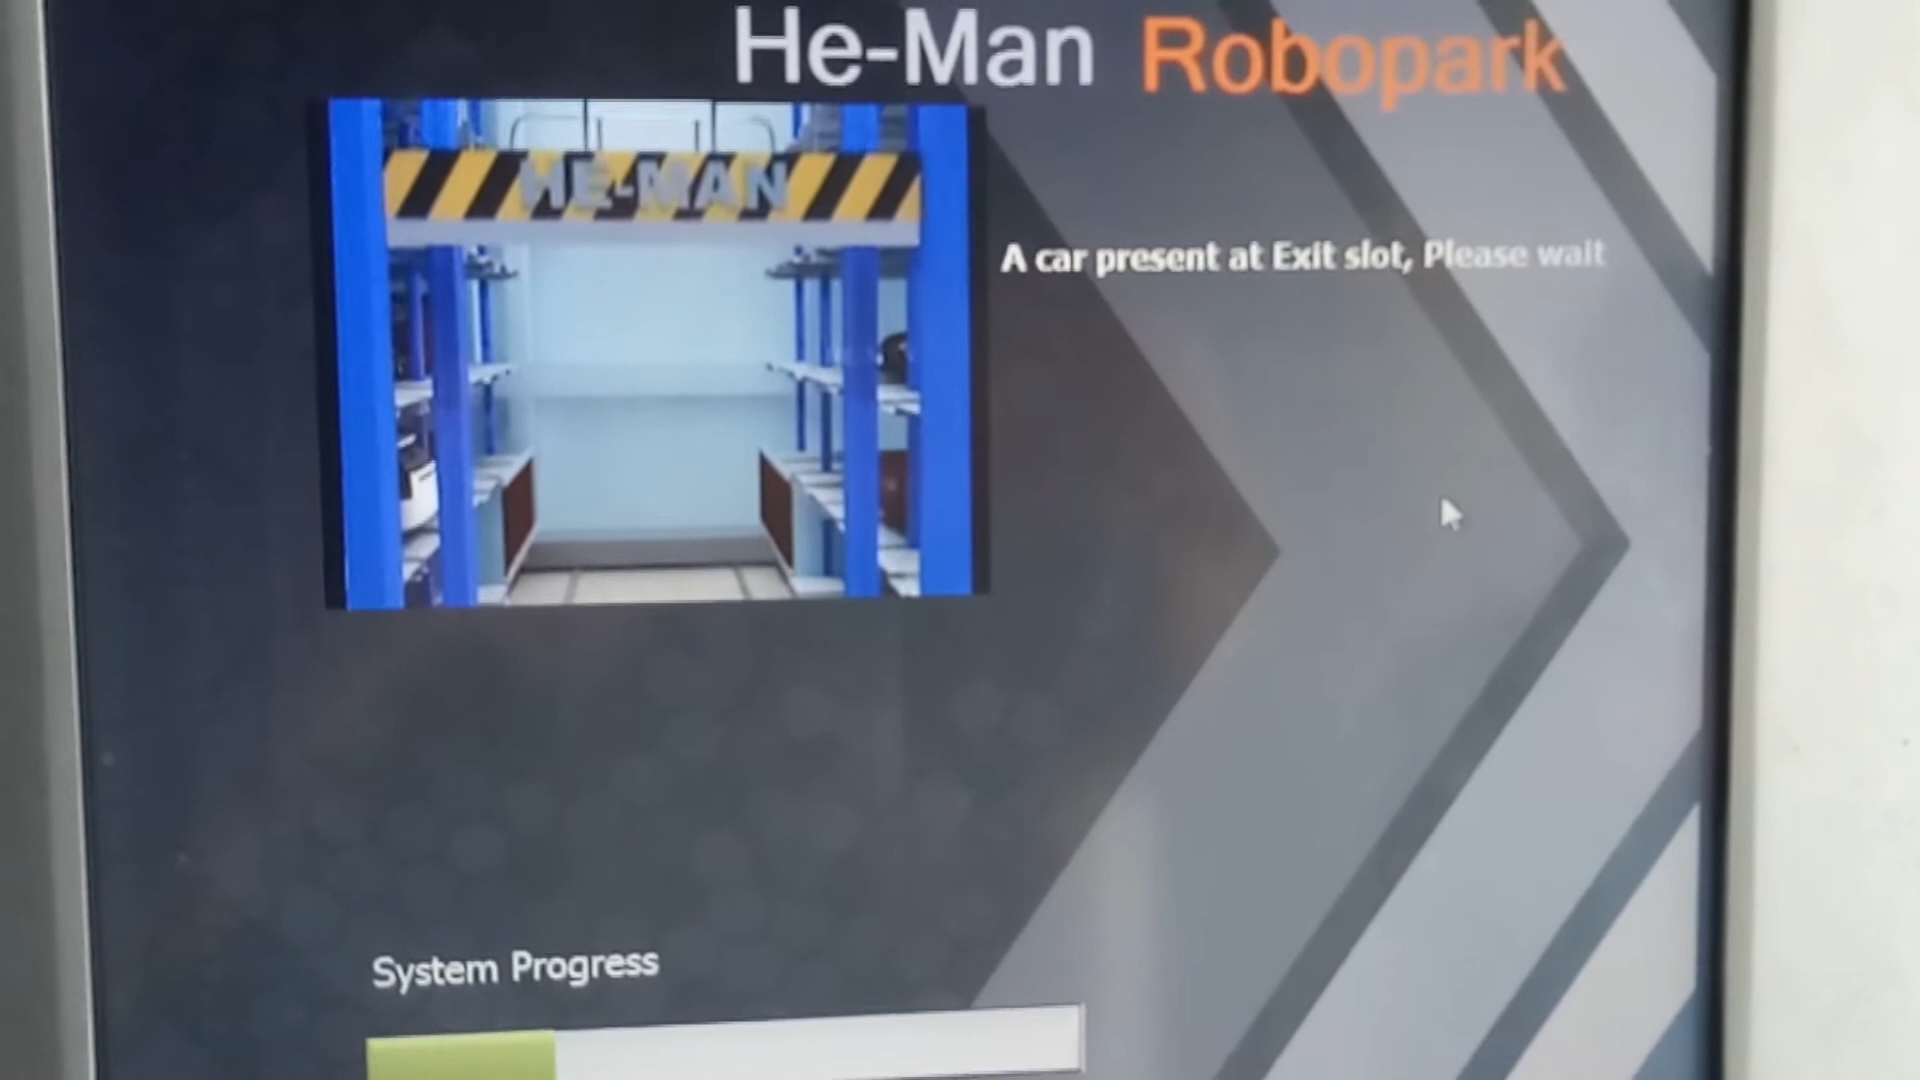 He-Man Robopark
HE-MAN
A car present at Exit slot, Please wait
System Progress